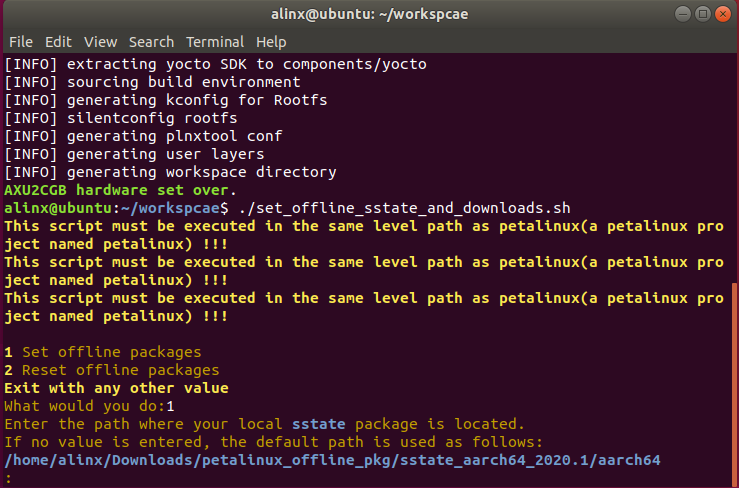 alinx@ubuntu: ~/workspcae
File Edit View Search Terminal Help
[INFO] extracting yocto SDK to components/yocto
[INFO] sourcing build environment
[INFO] generating kconfig for Rootfs
[INFO] silentconfig rootfs
[INFO] generating plnxtool conf
[INFO] generating user layers
[INFO] generating workspace directory
AXU2CGB hardware set over.
alinx@ubuntu:~/workspcae$ ./set_offline_sstate_and_downloads.sh
This script must be executed in the same level path as petalinux(a petalinux pro
ject named petalinux) !!!
This script must be executed in the same level path as petalinux(a petalinux pro
ject named petalinux) !!!
This script must be executed in the same level path as petalinux(a petalinux pro
ject named petalinux) !!!
1 Set offline packages
2 Reset offline packages
Exit with any other value
What would you do:1
Enter the path where your local sstate package is located.
If no value is entered, the default path is used as follows:
/home/alinx/Downloads/petalinux_offline_pkg/sstate_aarch64_2020.1/aarch64
: